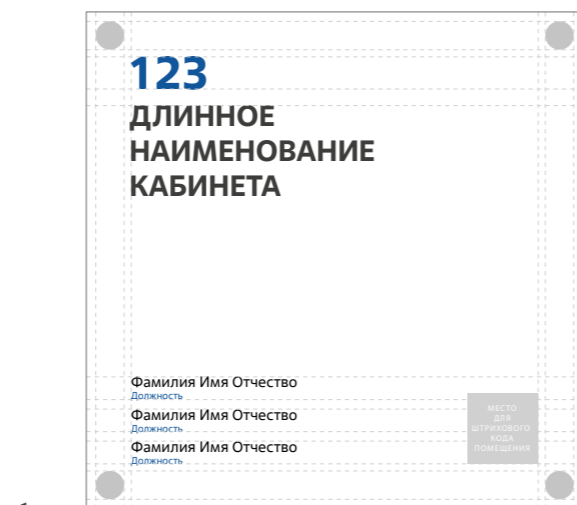 123
ДЛИННОЕ
НАИМЕНОВАНИЕ
КАБИНЕТА
Фамилия Имя Отчество
Должность
Фамилия Имя Отчество
Должность
Фамилия Имя Отчество
Должность
МЕСТО
ДЛЯ
ШТРИХОВОГО
КОДА
ПОМЕЩЕНИЯ